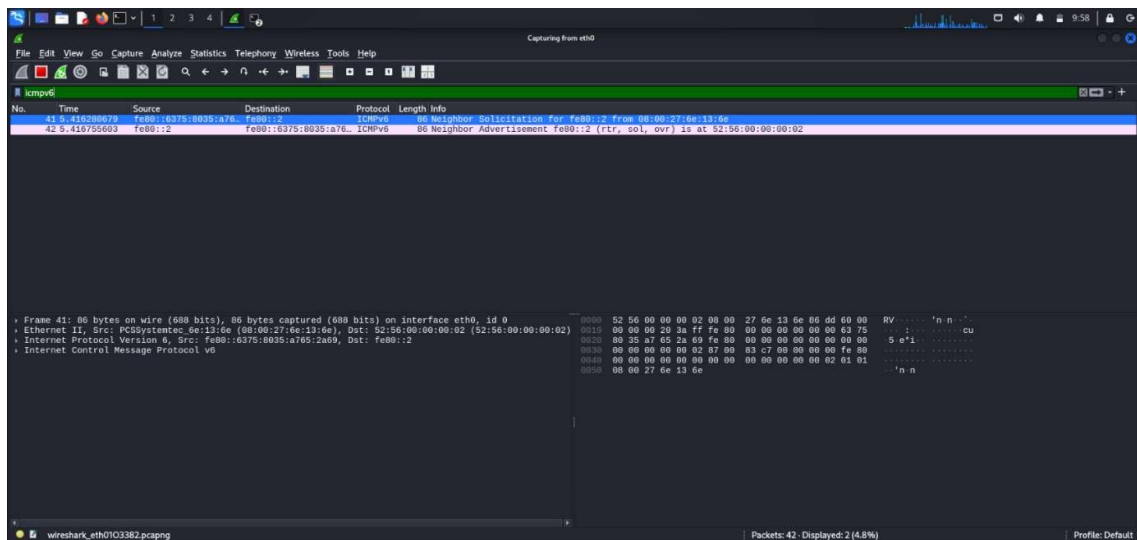 1 2 3 4
9:58
Capturing from eth0
File Edit View Go Capture Analyze Statistics Telephony Wireless Tools Help
icmpv6
No. Time Source Destination Protocol Length Info
41 5.416280679 fe80::6375:8035:a76… fe80::2 ICMPv6 86 Neighbor Solicitation for fe80::2 from 08:00:27:6e:13:6e
42 5.416755603 fe80::2 fe80::6375:8035:a76… ICMPv6 86 Neighbor Advertisement fe80::2 (rtr, sol, ovr) is at 52:56:00:00:00:02
Frame 41: 86 bytes on wire (688 bits), 86 bytes captured (688 bits) on interface eth0, id 0
Ethernet II, Src: PCSSystemtec_6e:13:6e (08:00:27:6e:13:6e), Dst: 52:56:00:00:00:02 (52:56:00:00:00:02)
Internet Protocol Version 6, Src: fe80::6375:8035:a765:2a69, Dst: fe80::2
Internet Control Message Protocol v6
0000 52 56 00 00 00 02 08 00 27 6e 13 6e 86 dd 60 00 RV······ 'n·n··`·
0010 00 00 00 20 3a ff fe 80 00 00 00 00 00 00 63 75 ··· :··· ······cu
0020 80 35 a7 65 2a 69 fe 80 00 00 00 00 00 00 00 00 ·5·e*i·· ········
0030 00 00 00 00 00 02 87 00 83 c7 00 00 00 00 fe 80 ········ ········
0040 00 00 00 00 00 00 00 00 00 00 00 00 00 02 01 01 ········ ········
0050 08 00 27 6e 13 6e ··'n·n
wireshark_eth01O3382.pcapng
Packets: 42 · Displayed: 2 (4.8%)
Profile: Default